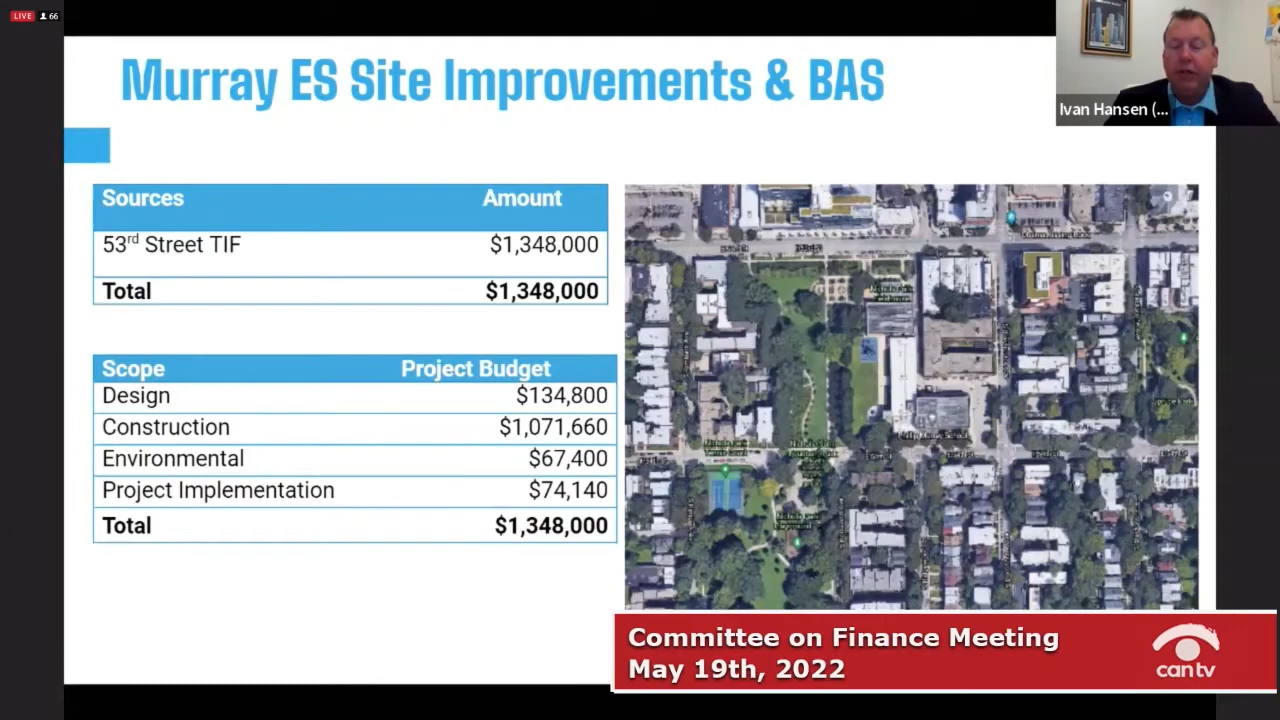 LIVE 66
Murray ES Site Improvements & BAS
Ivan Hansen (...
Sources Amount
53rd Street TIF $1,348,000
Total $1,348,000
Scope Project Budget
Design $134,800
Construction $1,071,660
Environmental $67,400
Project Implementation $74,140
Total $1,348,000
Committee on Finance Meeting
May 19th, 2022
can tv